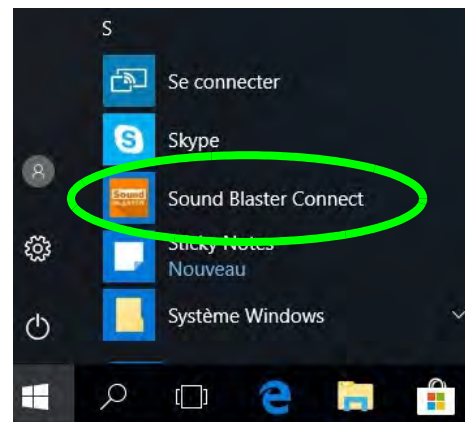 S
Se connecter
Skype
Sound Blaster Connect
Sticky Notes
Nouveau
Système Windows